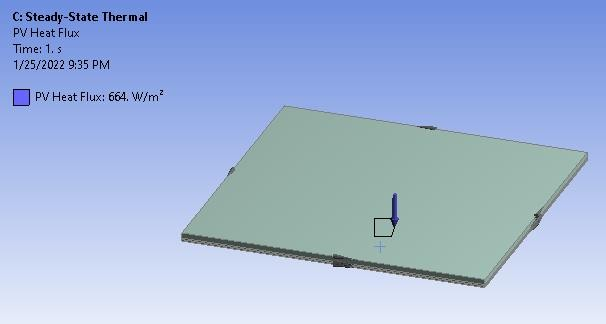 C: Steady-State Thermal
PV Heat Flux
Time: 1. s
1/25/2022 9:35 PM
PV Heat Flux: 664. W/m²